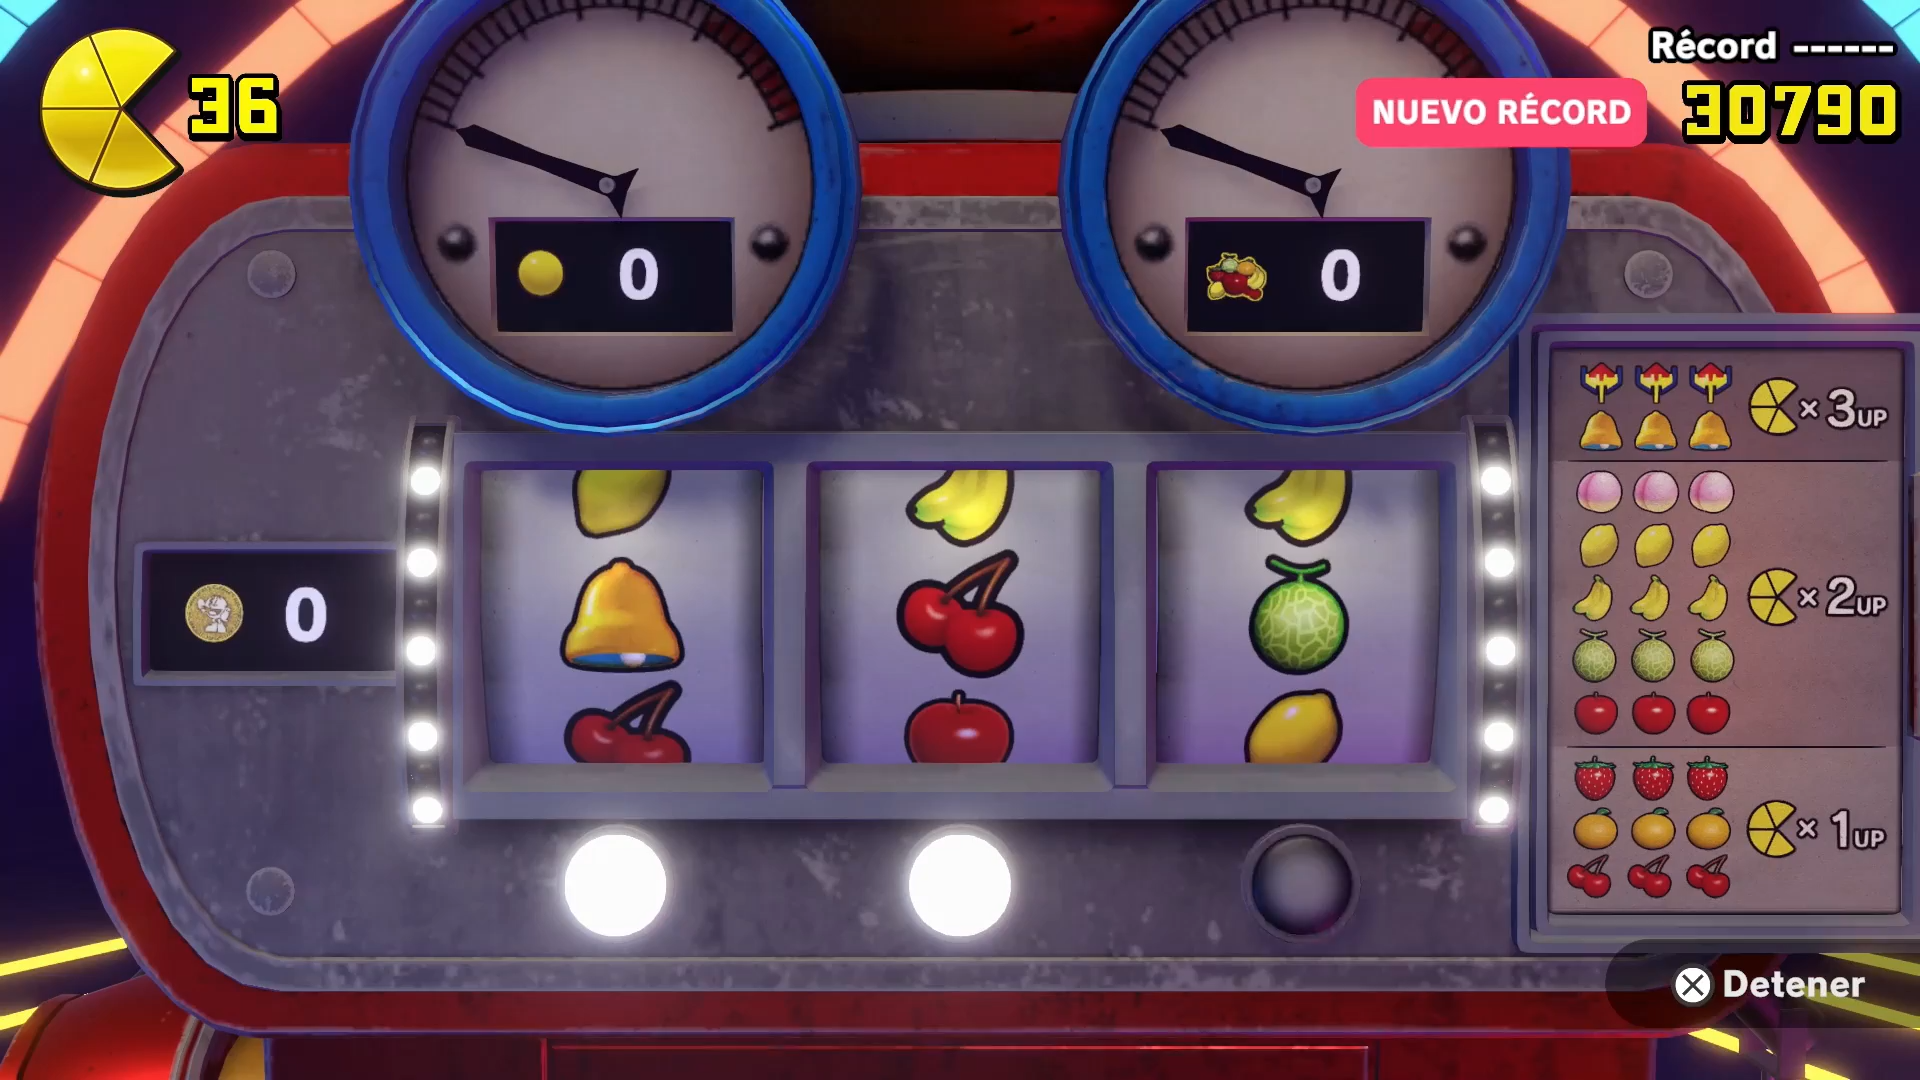 36
Récord ------
NUEVO RÉCORD
30790
0
0
0
× 3UP
× 2UP
× 1UP
Detener